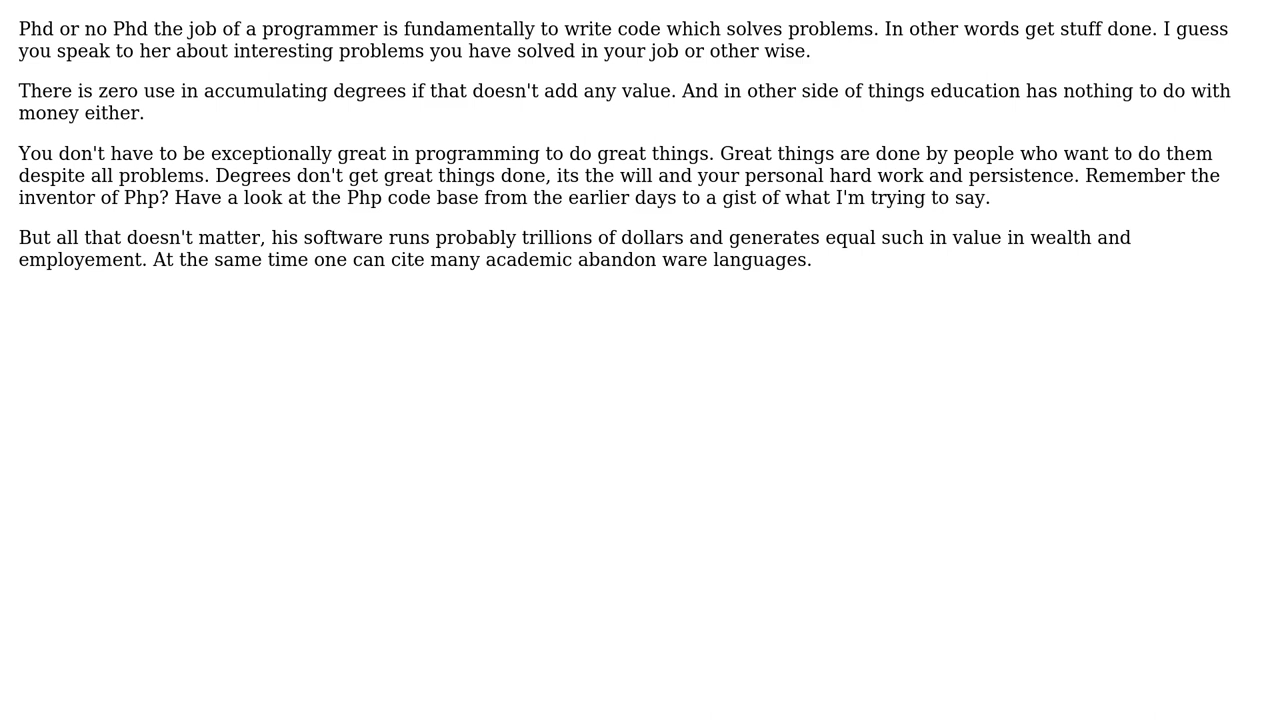 Phd or no Phd the job of a programmer is fundamentally to write code which solves problems. In other words get stuff done. I guess
you speak to her about interesting problems you have solved in your job or other wise.
There is zero use in accumulating degrees if that doesn't add any value. And in other side of things education has nothing to do with
money either.
You don't have to be exceptionally great in programming to do great things. Great things are done by people who want to do them
despite all problems. Degrees don't get great things done, its the will and your personal hard work and persistence. Remember the
inventor of Php? Have a look at the Php code base from the earlier days to a gist of what I'm trying to say.
But all that doesn't matter, his software runs probably trillions of dollars and generates equal such in value in wealth and
employement. At the same time one can cite many academic abandon ware languages.